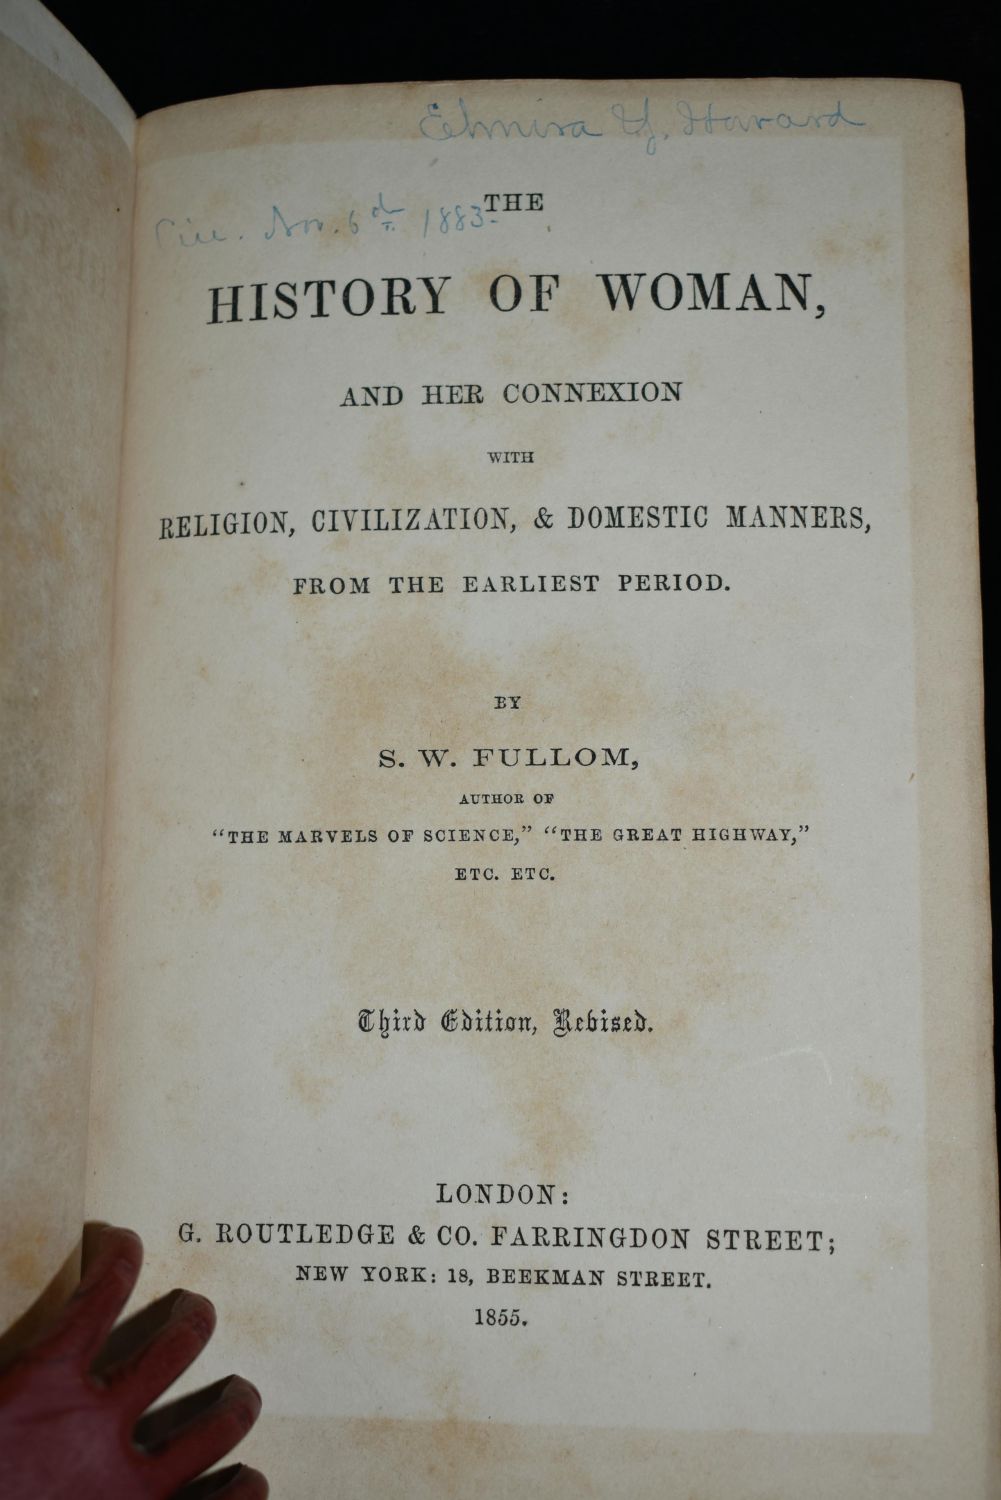 Elmira Y. Havard
THE
Nov. 6th 1883-
HISTORY OF WOMAN,
AND HER CONNEXION
WITH
RELIGION, CIVILIZATION, & DOMESTIC MANNERS,
FROM THE EARLIEST PERIOD.
BY
S. W. FULLOM,
AUTHOR OF
“THE MARVELS OF SCIENCE,” “THE GREAT HIGHWAY,”
ETC. ETC.
Third Edition, Revised.
LONDON:
G. ROUTLEDGE & CO. FARRINGDON STREET;
NEW YORK: 18, BEEKMAN STREET.
1855.